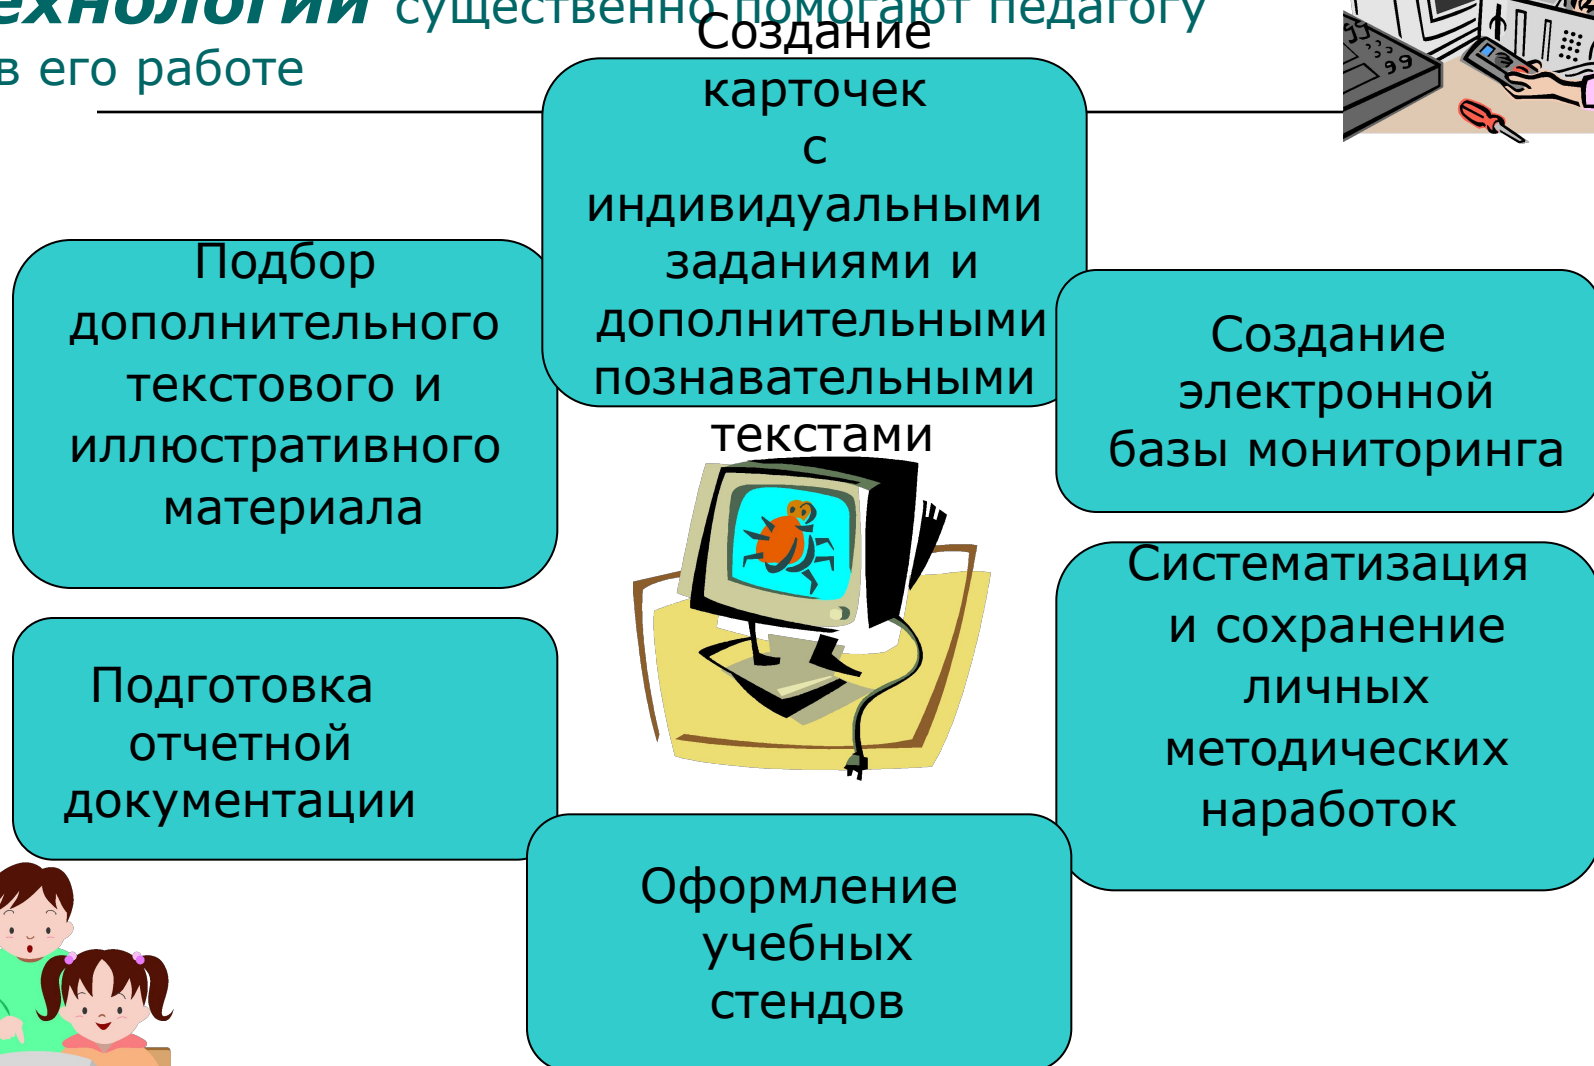 ехнологии существенно помогают педагогу
в его работе
Создание
карточек
с
индивидуальными
заданиями и
дополнительными
познавательными
текстами
Подбор
дополнительного
текстового и
иллюстративного
материала
Создание
электронной
базы мониторинга
Подготовка
отчетной
документации
Систематизация
и сохранение
личных
методических
наработок
Оформление
учебных
стендов